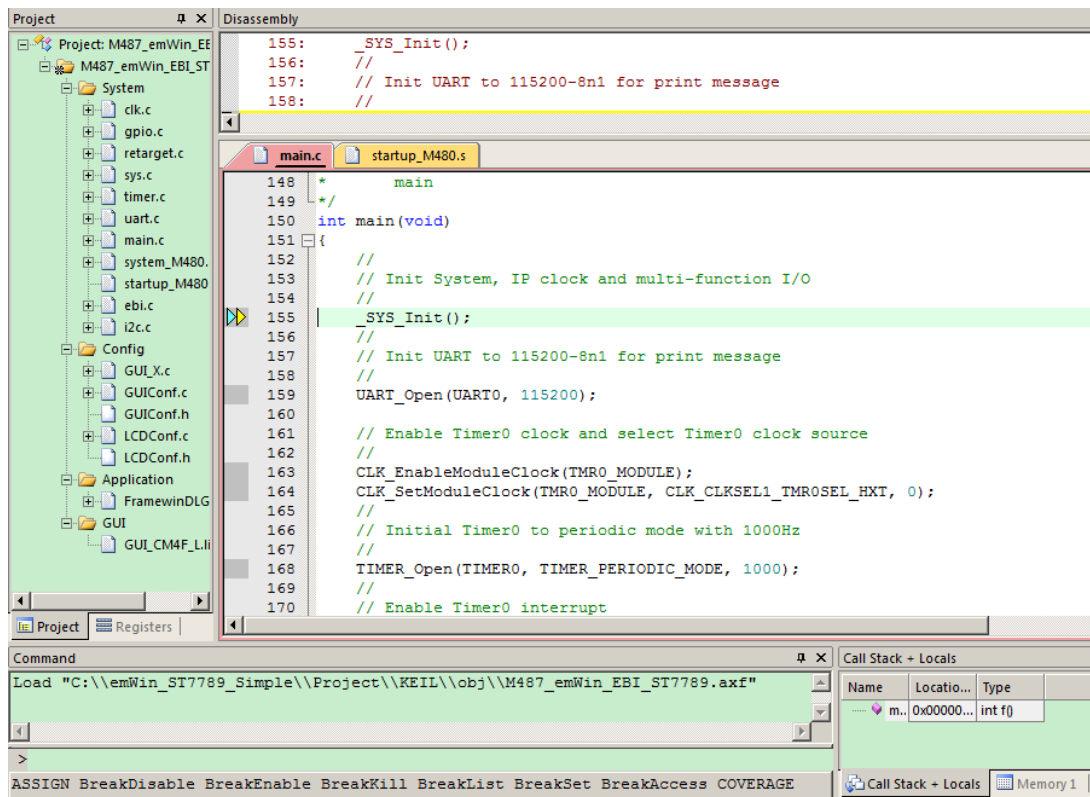 Project
Project: M487_emWin_EE
M487_emWin_EBI_ST
System
clk.c
gpio.c
retarget.c
sys.c
timer.c
uart.c
main.c
system_M480.
startup_M480
ebi.c
i2c.c
Config
GUI_X.c
GUIConf.c
GUIConf.h
LCDConf.c
LCDConf.h
Application
FramewinDLG
GUI
GUI_CM4F_L.li
Project Registers
Disassembly
155: _SYS_Init();
156: //
157: // Init UART to 115200-8n1 for print message
158: //
main.c startup_M480.s
148 * main
149 */
150 int main(void)
151 {
152 //
153 // Init System, IP clock and multi-function I/O
154 //
155 _SYS_Init();
156 //
157 // Init UART to 115200-8n1 for print message
158 //
159 UART_Open(UART0, 115200);
160
161 // Enable Timer0 clock and select Timer0 clock source
162 //
163 CLK_EnableModuleClock(TMR0_MODULE);
164 CLK_SetModuleClock(TMR0_MODULE, CLK_CLKSEL1_TMR0SEL_HXT, 0);
165 //
166 // Initial Timer0 to periodic mode with 1000Hz
167 //
168 TIMER_Open(TIMER0, TIMER_PERIODIC_MODE, 1000);
169 //
170 // Enable Timer0 interrupt
Command
Load "C:\\emWin_ST7789_Simple\\Project\\KEIL\\obj\\M487_emWin_EBI_ST7789.axf"
>
ASSIGN BreakDisable BreakEnable BreakKill BreakList BreakSet BreakAccess COVERAGE
Call Stack + Locals
Name Locatio... Type
m.. 0x00000... int f()
Call Stack + Locals Memory 1